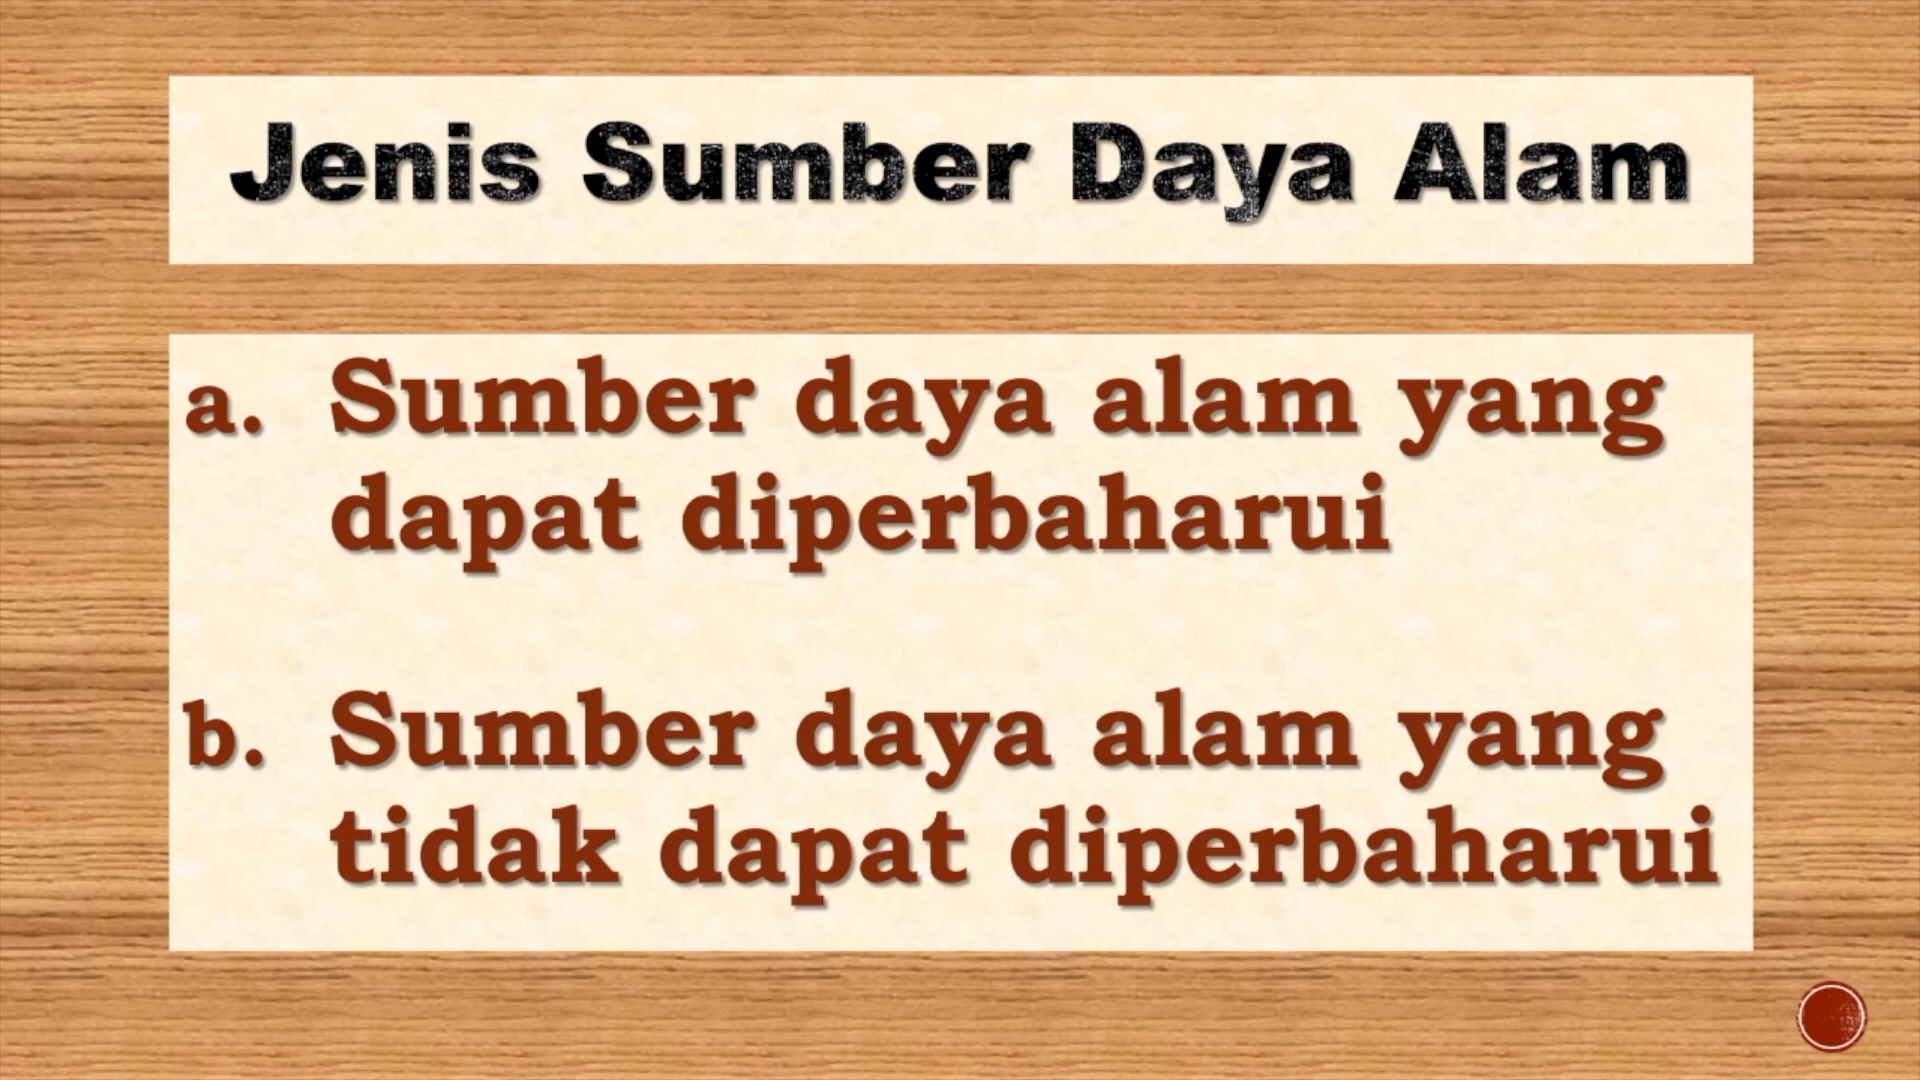 Jenis Sumber Daya Alam
a. Sumber daya alam yang
dapat diperbaharui
b. Sumber daya alam yang
tidak dapat diperbaharui